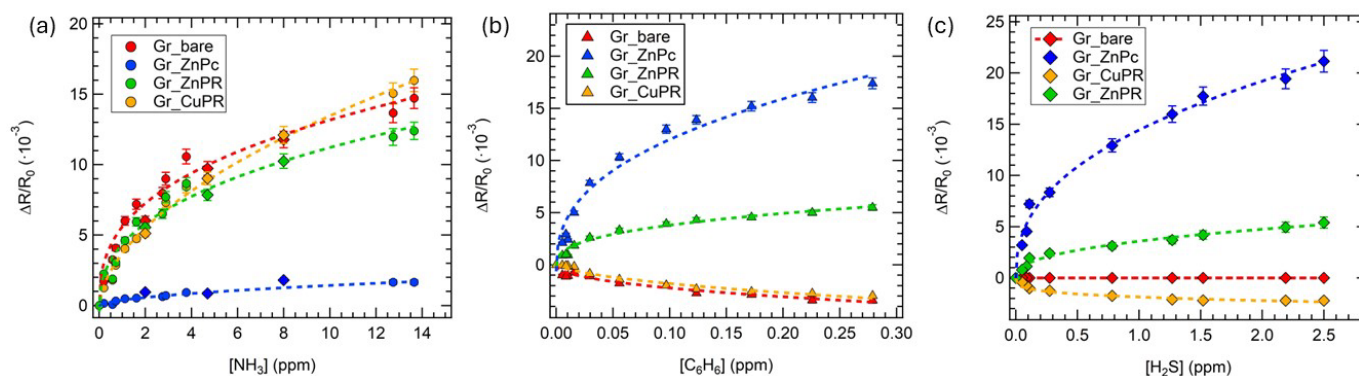 (a)
Gr_bare
Gr_ZnPc
Gr_ZnPR
Gr_CuPR
20
15
10
5
0
ΔR/R₀ (·10⁻³)
0
2
4
6
8
10
12
14
[NH₃] (ppm)
(b)
Gr_bare
Gr_ZnPc
Gr_ZnPR
Gr_CuPR
20
15
10
5
0
ΔR/R₀ (·10⁻³)
0.00
0.05
0.10
0.15
0.20
0.25
0.30
[C₆H₆] (ppm)
(c)
Gr_bare
Gr_ZnPc
Gr_CuPR
Gr_ZnPR
25
20
15
10
5
0
ΔR/R₀ (·10⁻³)
0.0
0.5
1.0
1.5
2.0
2.5
[H₂S] (ppm)